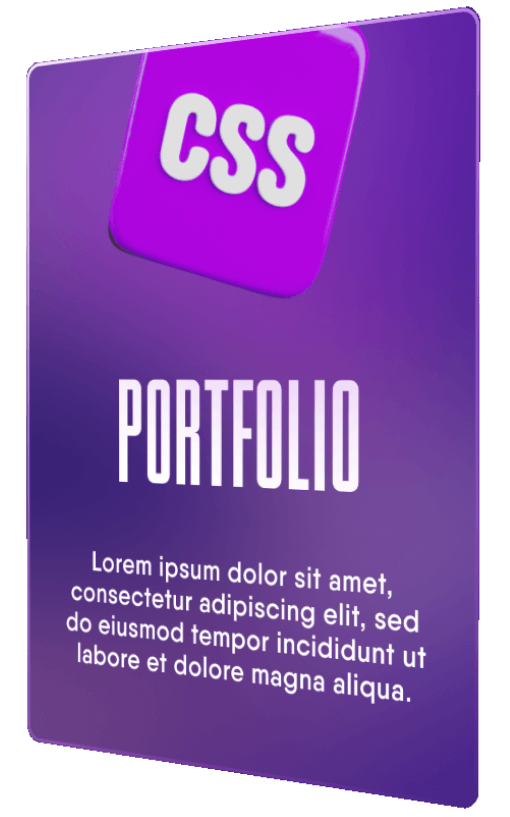 CSS
PORTFOLIO
Lorem ipsum dolor sit amet,
consectetur adipiscing elit, sed
do eiusmod tempor incididunt ut
labore et dolore magna aliqua.